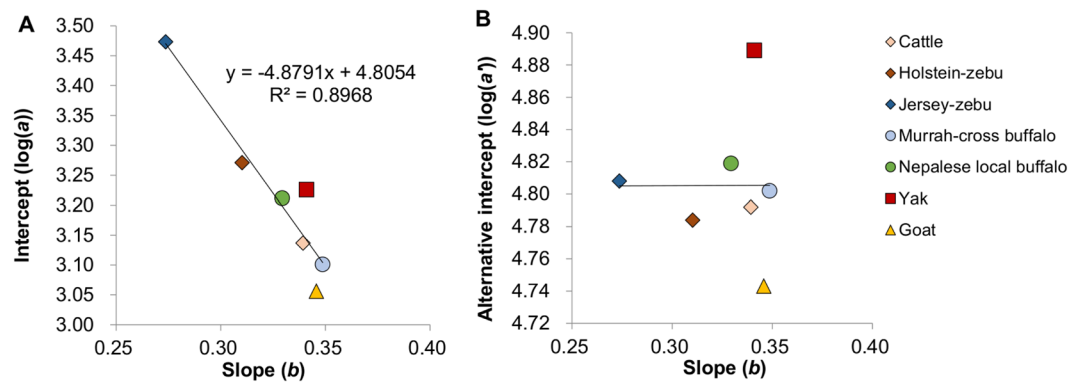 A
Intercept (log(a))
3.50
3.45
3.40
3.35
3.30
3.25
3.20
3.15
3.10
3.05
3.00
y = -4.8791x + 4.8054
R² = 0.8968
0.25 0.30 0.35 0.40
Slope (b)
B
Alternative intercept (log(a'))
4.90
4.88
4.86
4.84
4.82
4.80
4.78
4.76
4.74
4.72
0.25 0.30 0.35 0.40
Slope (b)
Cattle
Holstein-zebu
Jersey-zebu
Murrah-cross buffalo
Nepalese local buffalo
Yak
Goat